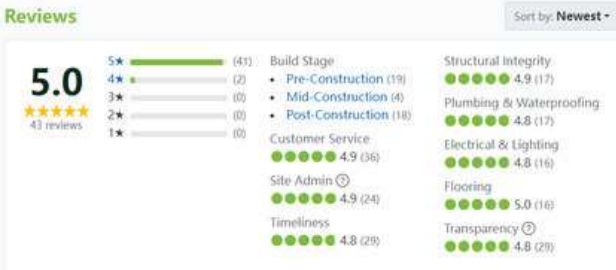 Reviews
Sort by: Newest
5.0
43 reviews
5★ (41)
4★ (2)
3★ (0)
2★ (0)
1★ (0)
Build Stage
• Pre-Construction (19)
• Mid-Construction (4)
• Post-Construction (18)
Customer Service
4.9 (36)
Site Admin ?
4.9 (24)
Timeliness
4.8 (29)
Structural Integrity
4.9 (17)
Plumbing & Waterproofing
4.8 (17)
Electrical & Lighting
4.8 (16)
Flooring
5.0 (16)
Transparency ?
4.8 (29)